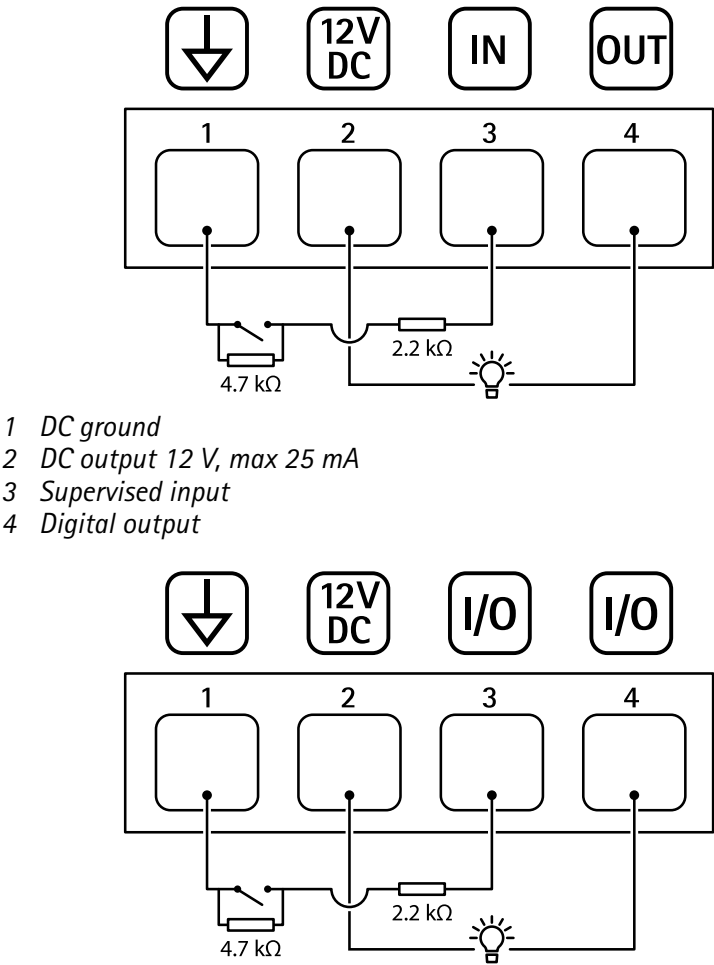 12V DC IN OUT
1 2 3 4
2.2 kΩ
4.7 kΩ
1 DC ground
2 DC output 12 V, max 25 mA
3 Supervised input
4 Digital output
12V DC I/O I/O
1 2 3 4
2.2 kΩ
4.7 kΩ